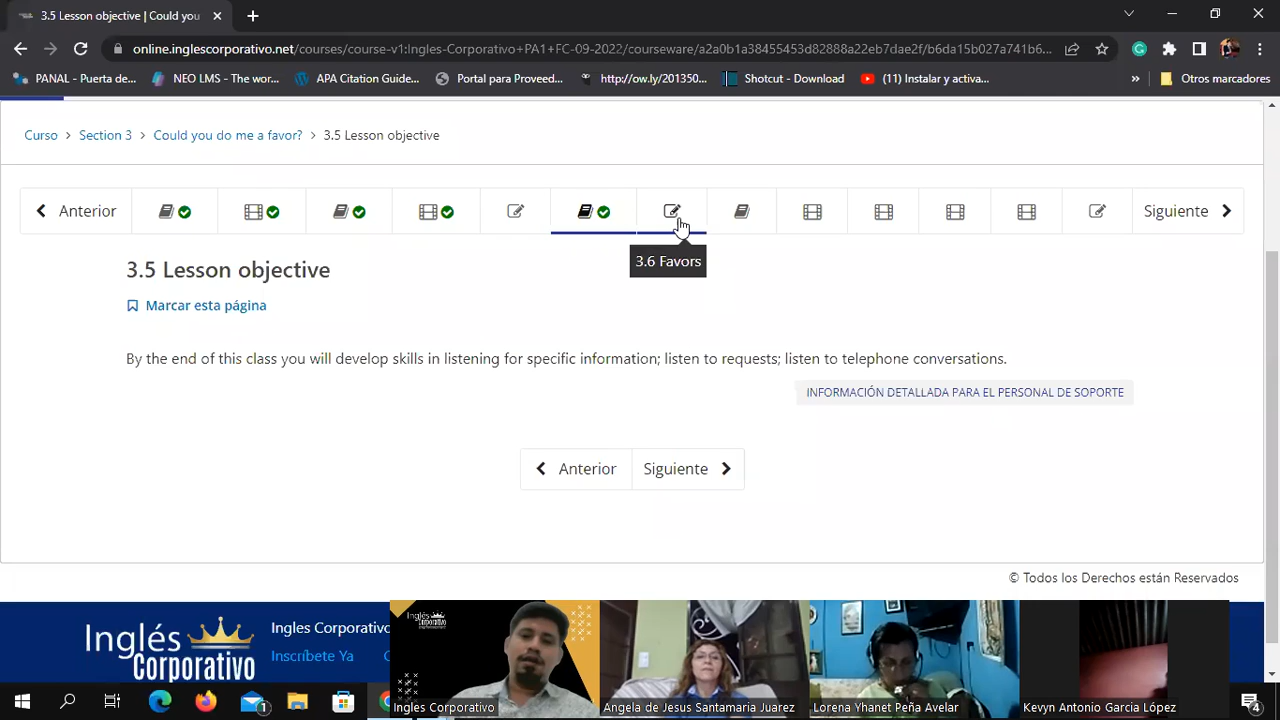 3.5 Lesson objective | Could you
online.inglescorporativo.net/courses/course-v1:Ingles-Corporativo+PA1+FC-09-2022/courseware/a2a0b1a38455453d82888a22eb7dae2f/b6da15b027a741b6...
PANAL - Puerta de... NEO LMS - The wor... APA Citation Guide... Portal para Proveed... http://ow.ly/201350... Shotcut - Download (11) Instalar y activa... » Otros marcadores
Curso > Section 3 > Could you do me a favor? > 3.5 Lesson objective
Anterior Siguiente
3.6 Favors
3.5 Lesson objective
Marcar esta página
By the end of this class you will develop skills in listening for specific information; listen to requests; listen to telephone conversations.
INFORMACIÓN DETALLADA PARA EL PERSONAL DE SOPORTE
Anterior Siguiente
© Todos los Derechos están Reservados
Inglés Corporativo
Ingles Corporativo
Inscríbete Ya
Inglés Corporativo
Ingles Corporativo Angela de Jesus Santamaria Juarez Lorena Yhanet Peña Avelar Kevyn Antonio Garcia López
1
4